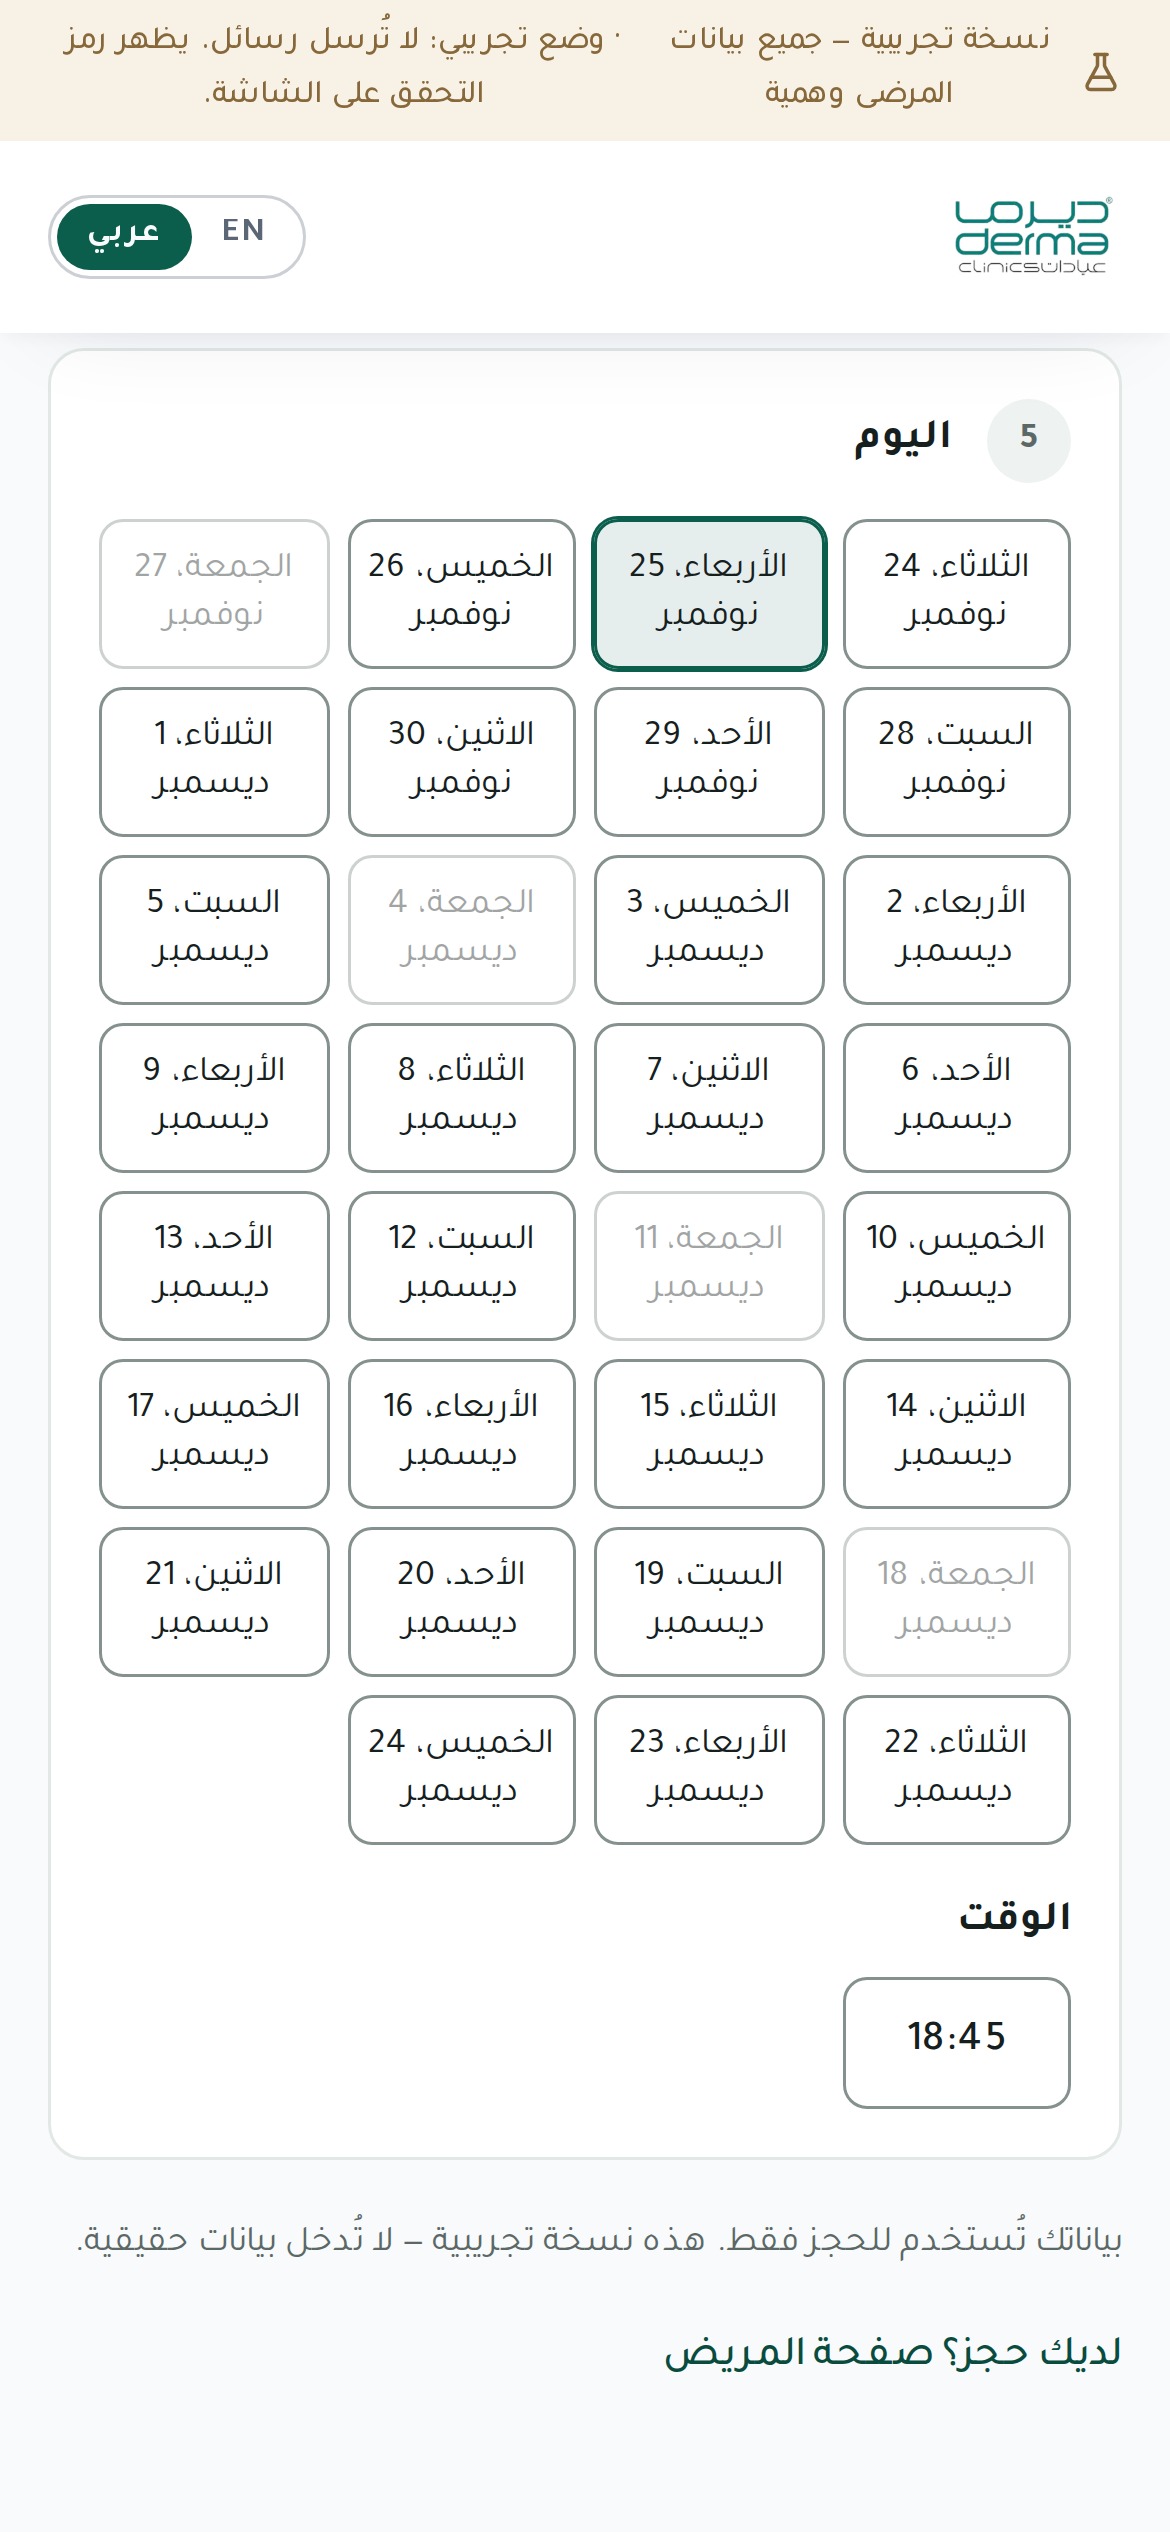 نسخة تجريبية – جميع بيانات المرضى وهمية
· وضع تجريبي: لا تُرسل رسائل. يظهر رمز التحقق على الشاشة.
ديرما
derma
عيادات clinics
EN
عربي
5
اليوم
الثلاثاء، 24 نوفمبر
الأربعاء، 25 نوفمبر
الخميس، 26 نوفمبر
الجمعة، 27 نوفمبر
السبت، 28 نوفمبر
الأحد، 29 نوفمبر
الاثنين، 30 نوفمبر
الثلاثاء، 1 ديسمبر
الأربعاء، 2 ديسمبر
الخميس، 3 ديسمبر
الجمعة، 4 ديسمبر
السبت، 5 ديسمبر
الأحد، 6 ديسمبر
الاثنين، 7 ديسمبر
الثلاثاء، 8 ديسمبر
الأربعاء، 9 ديسمبر
الخميس، 10 ديسمبر
الجمعة، 11 ديسمبر
السبت، 12 ديسمبر
الأحد، 13 ديسمبر
الاثنين، 14 ديسمبر
الثلاثاء، 15 ديسمبر
الأربعاء، 16 ديسمبر
الخميس، 17 ديسمبر
الجمعة، 18 ديسمبر
السبت، 19 ديسمبر
الأحد، 20 ديسمبر
الاثنين، 21 ديسمبر
الثلاثاء، 22 ديسمبر
الأربعاء، 23 ديسمبر
الخميس، 24 ديسمبر
الوقت
18:45
بياناتك تُستخدم للحجز فقط. هذه نسخة تجريبية – لا تُدخل بيانات حقيقية.
لديك حجز؟ صفحة المريض